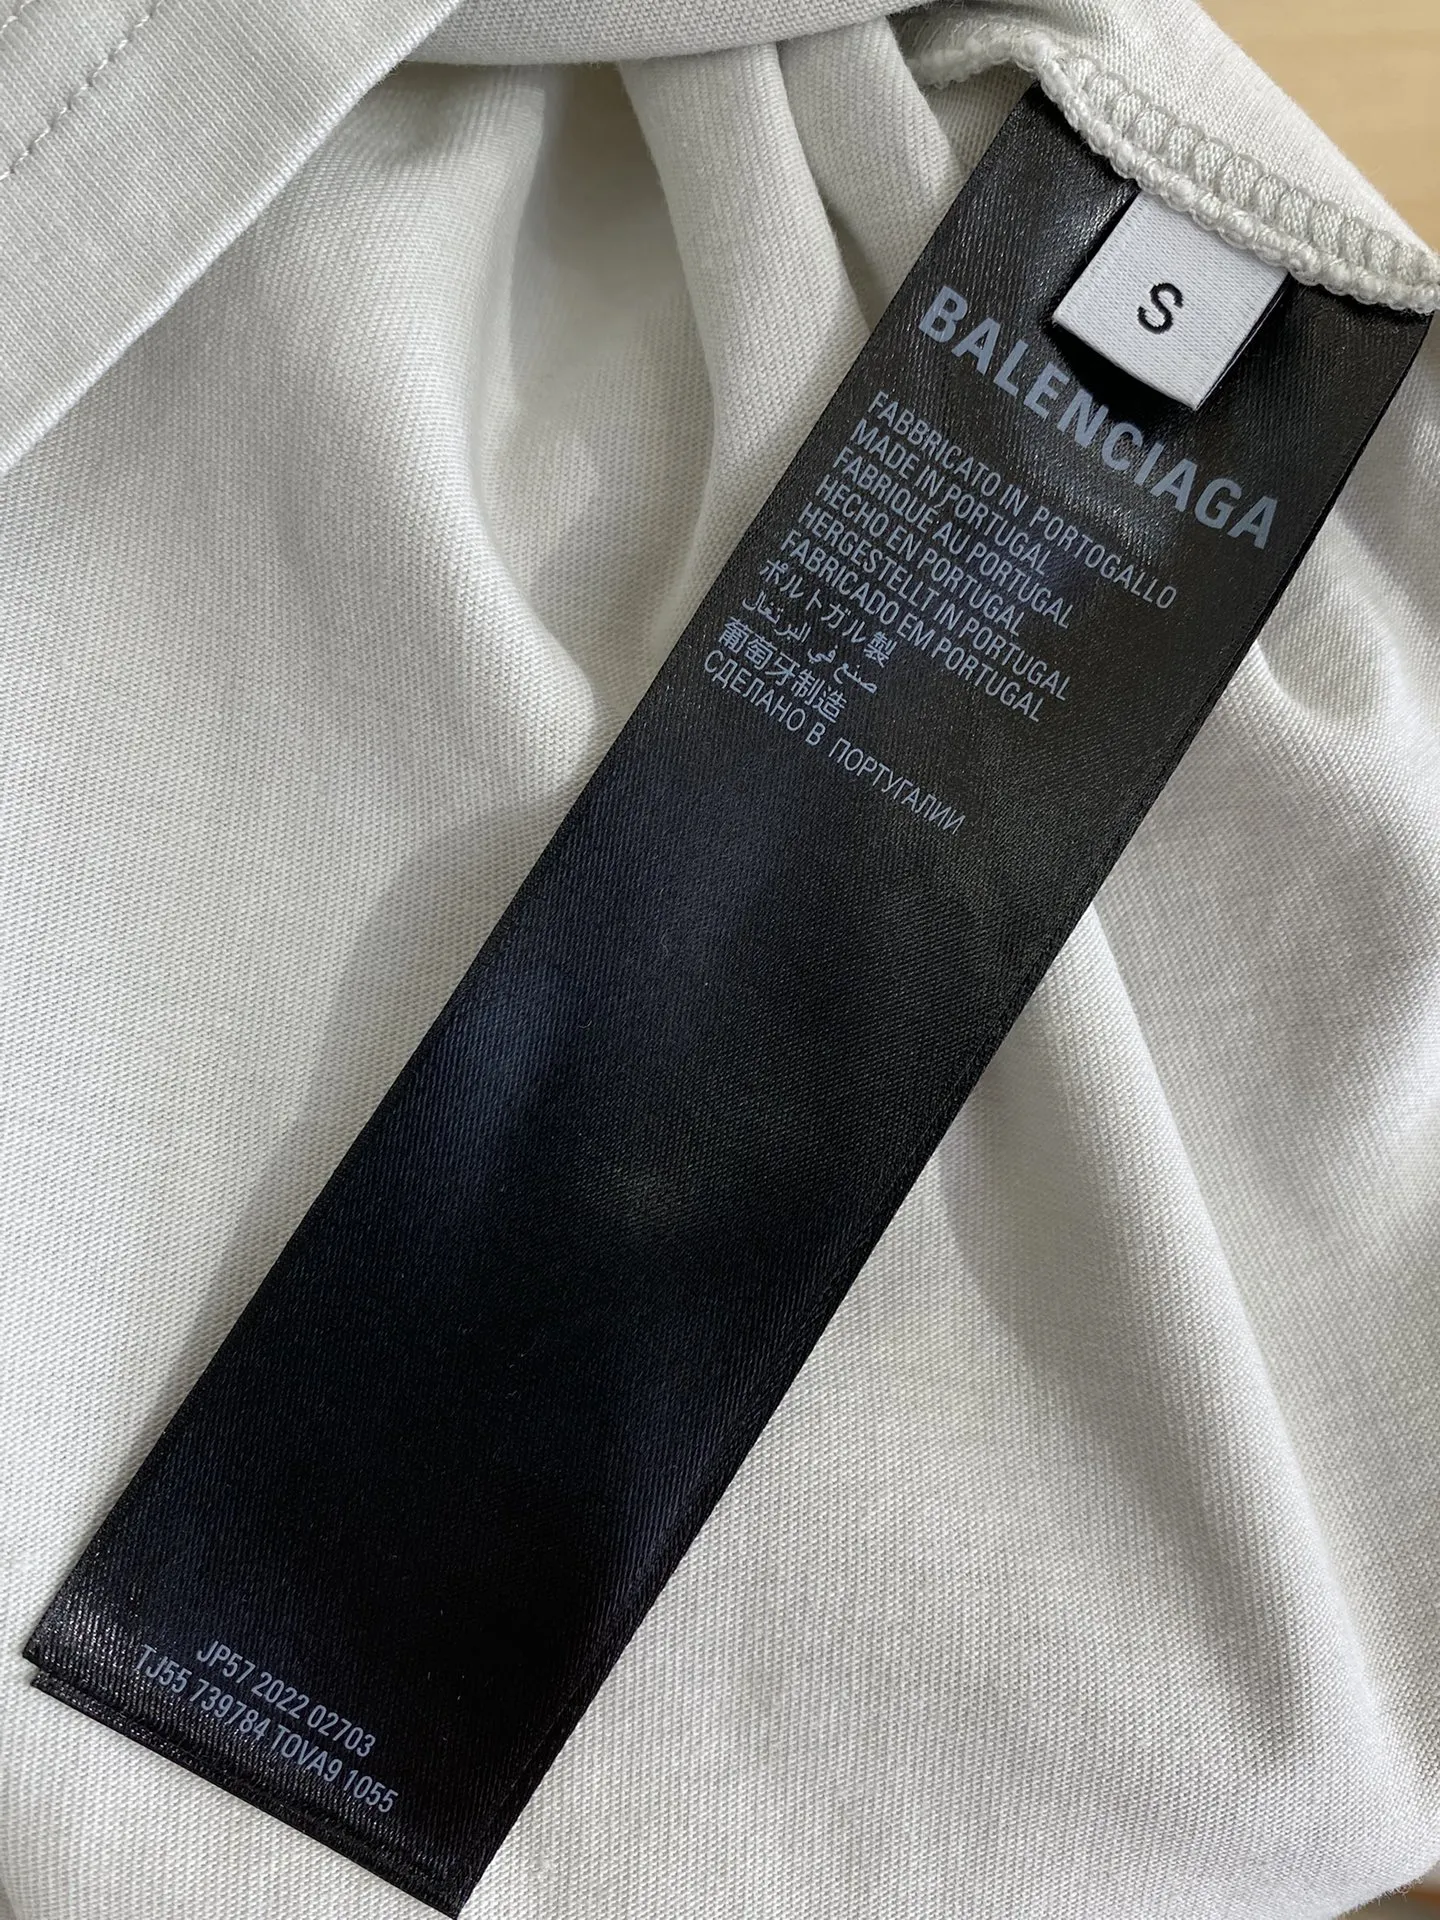 S
BALENCIAGA
FABBRICATO IN PORTOGALLO
MADE IN PORTUGAL
FABRIQUÉ AU PORTUGAL
HECHO EN PORTUGAL
HERGESTELLT IN PORTUGAL
FABRICADO EM PORTUGAL
ポルトガル製
صنع في البرتغال
葡萄牙制造
СДЕЛАНО В ПОРТУГАЛИИ
JP57 2022 02703
TJ55 739784 TOVA9 1055